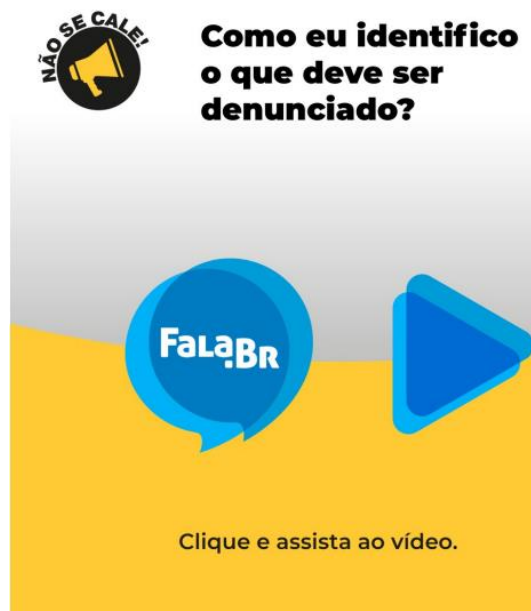 NÃO SE CALE!
Como eu identifico
o que deve ser
denunciado?
FALA.BR
Clique e assista ao vídeo.